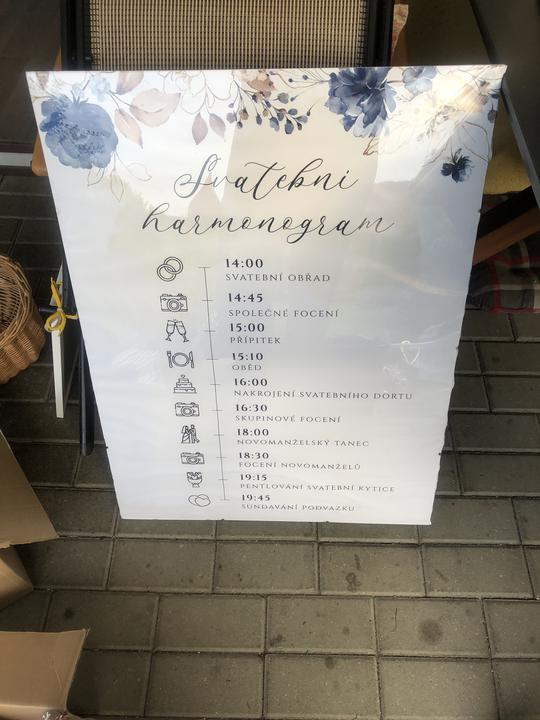 Svatební
harmonogram
14:00
SVATEBNÍ OBŘAD
14:45
SPOLEČNÉ FOCENÍ
15:00
PŘÍPITEK
15:10
OBĚD
16:00
NAKROJENÍ SVATEBNÍHO DORTU
16:30
SKUPINOVÉ FOCENÍ
18:00
NOVOMANŽELSKÝ TANEC
18:30
FOCENÍ NOVOMANŽELŮ
19:15
PENTLOVÁNÍ SVATEBNÍ KYTICE
19:45
SUNDAVÁNÍ PODVAZKU